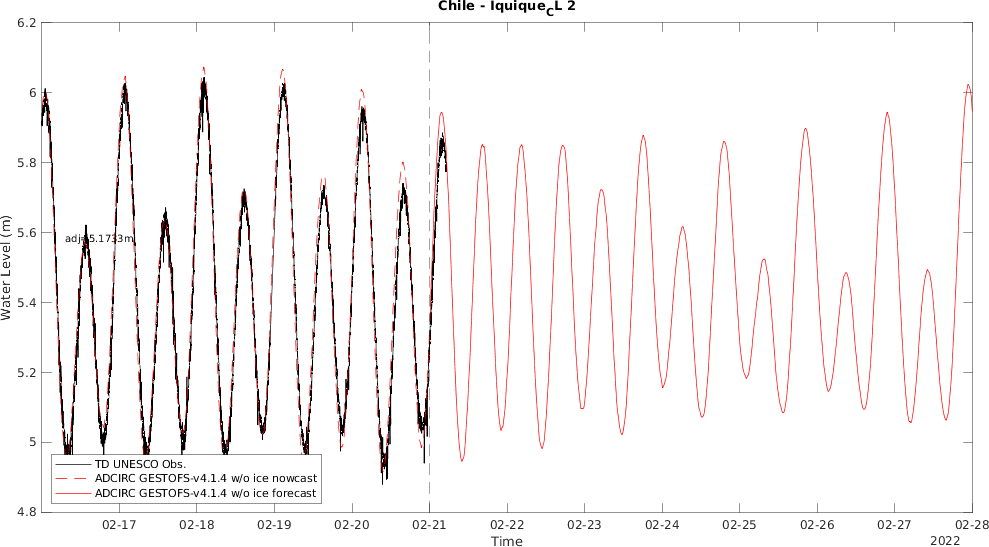 Chile - Iquique_CL 2
6.2
6
5.8
5.6
5.4
5.2
5
4.8
Water Level (m)
adj=5.1733m
TD UNESCO Obs.
ADCIRC GESTOFS-v4.1.4 w/o ice nowcast
ADCIRC GESTOFS-v4.1.4 w/o ice forecast
02-17 02-18 02-19 02-20 02-21 02-22 02-23 02-24 02-25 02-26 02-27 02-28
Time
2022